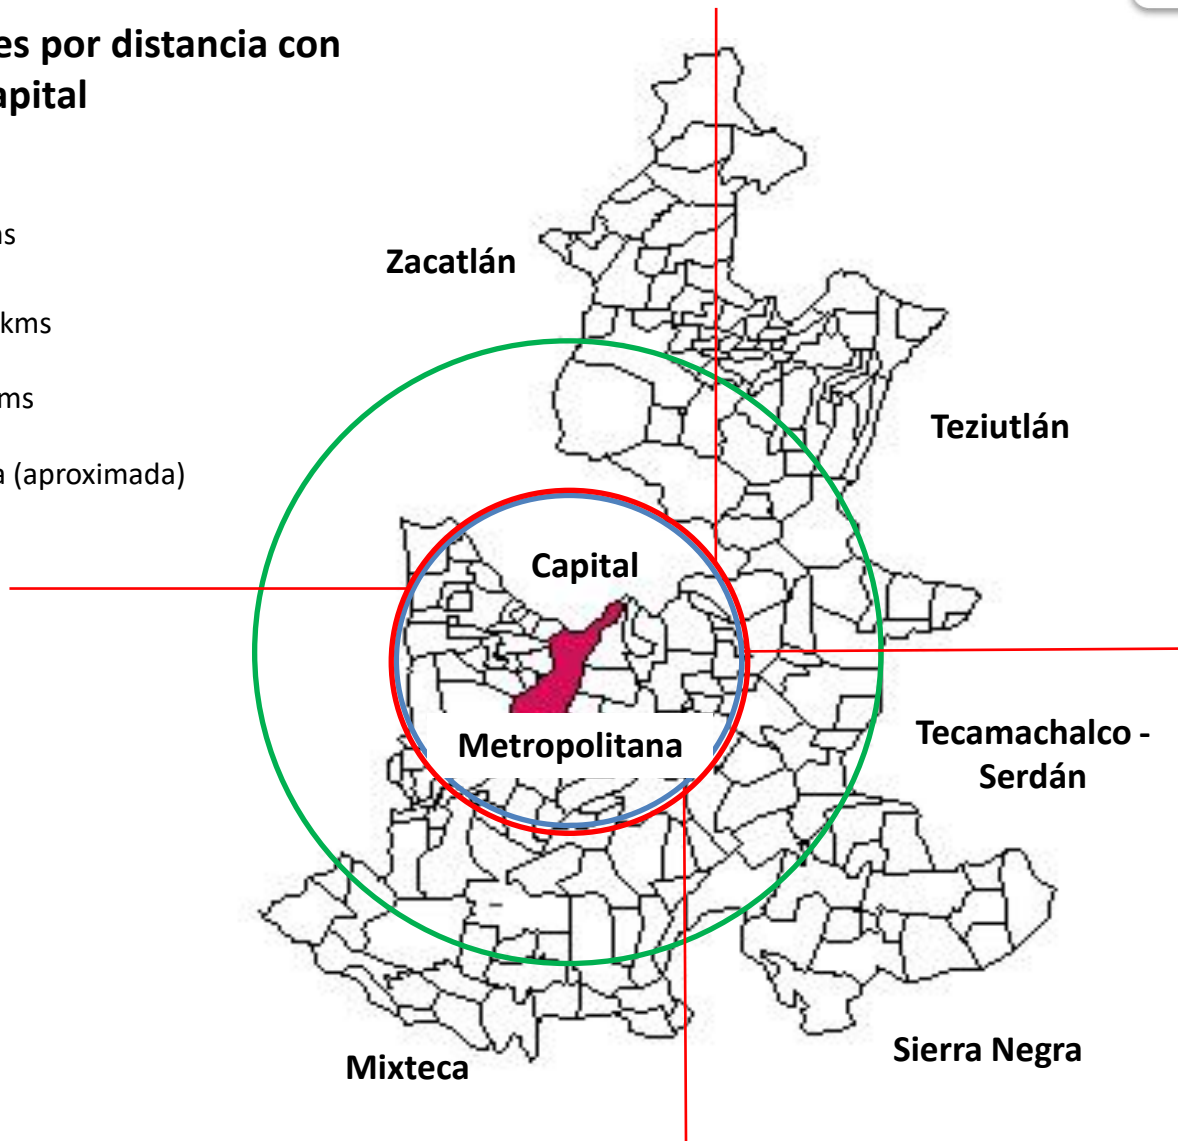 es por distancia con
apital
ns
kms
ms
a (aproximada)
Zacatlán
Teziutlán
Capital
Metropolitana
Tecamachalco -
Serdán
Sierra Negra
Mixteca